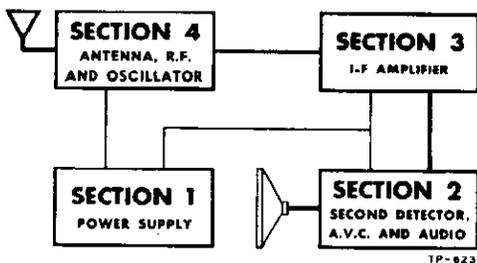 SECTION 4
ANTENNA, R.F.
AND OSCILLATOR
SECTION 3
I-F AMPLIFIER
SECTION 1
POWER SUPPLY
SECTION 2
SECOND DETECTOR,
A.V.C. AND AUDIO
TP-623